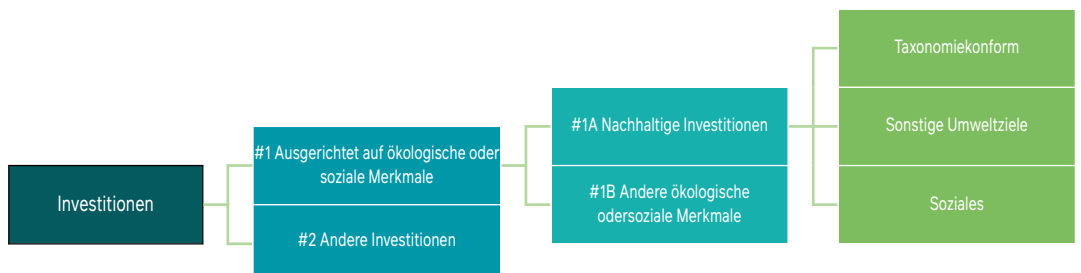 Investitionen
#1 Ausgerichtet auf ökologische oder
soziale Merkmale
#2 Andere Investitionen
#1A Nachhaltige Investitionen
#1B Andere ökologische
odersoziale Merkmale
Taxonomiekonform
Sonstige Umweltziele
Soziales